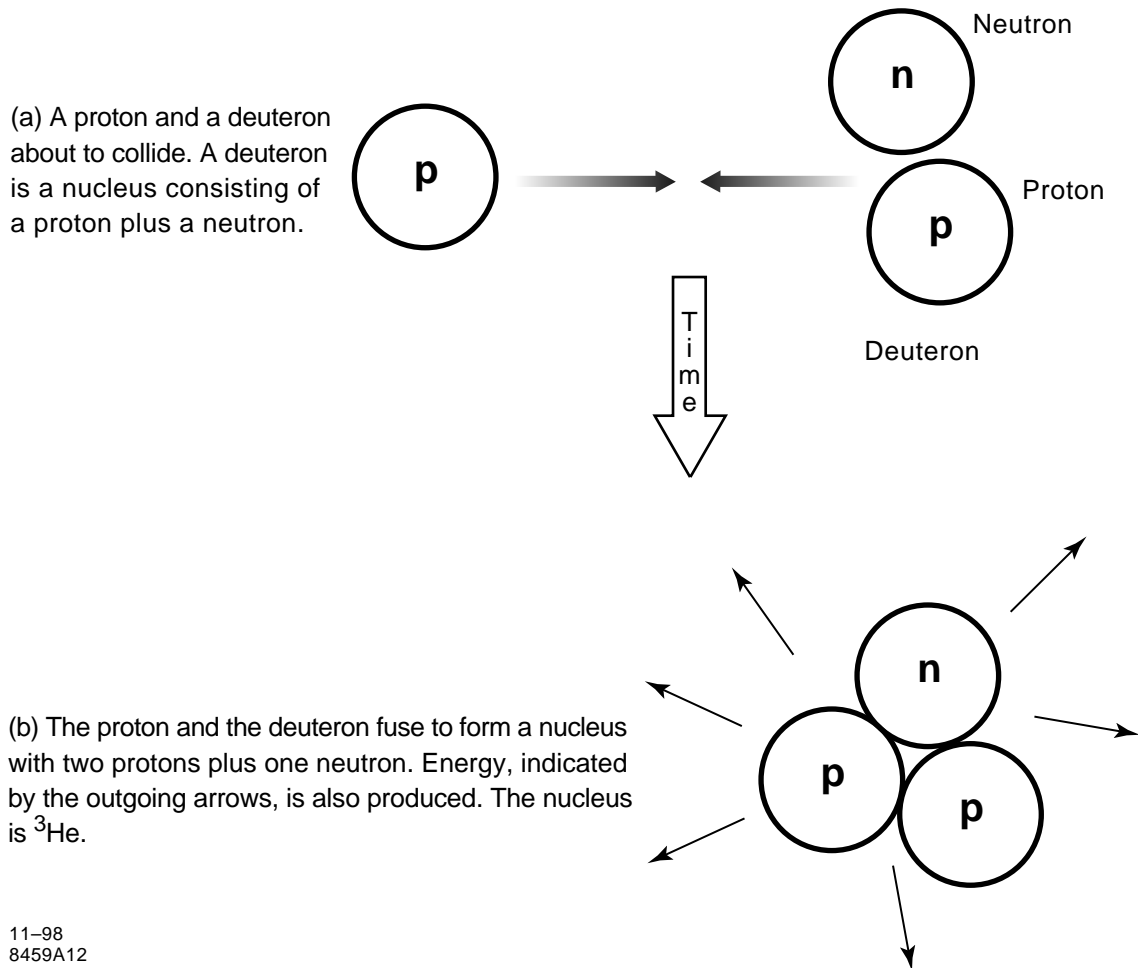 Neutron
n
(a) A proton and a deuteron
about to collide. A deuteron
is a nucleus consisting of
a proton plus a neutron.
p
Proton
p
Deuteron
Time
n
(b) The proton and the deuteron fuse to form a nucleus
with two protons plus one neutron. Energy, indicated
by the outgoing arrows, is also produced. The nucleus
is ³He.
p
p
11–98
8459A12